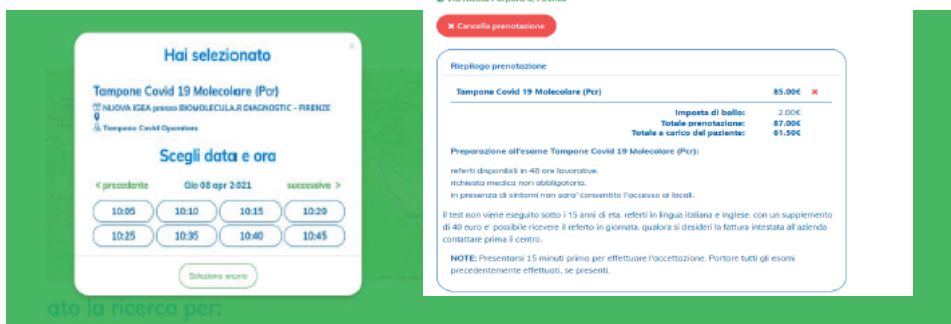 Hai selezionato
×
Tampone Covid 19 Molecolare (Pcr)
NUOVA IGEA presso BIOMOLECULAR DIAGNOSTIC - FIRENZE
Tampone Covid Operatore
Scegli data e ora
< precedente Gio 08 apr 2021 successivo >
10:05 10:10 10:15 10:20
10:25 10:35 10:40 10:45
Seleziona orario
ato la ricerca per:
× Cancella prenotazione
Riepilogo prenotazione
Tampone Covid 19 Molecolare (Pcr) 85.00€ ×
Imposta di bollo: 2.00€
Totale prenotazione: 87.00€
Totale a carico del paziente: 61.50€
Preparazione all'esame Tampone Covid 19 Molecolare (Pcr):
referti disponibili in 48 ore lavorative.
richiesta medica non obbligatoria.
in presenza di sintomi non sara' consentito l'accesso ai locali.
il test non viene eseguito sotto i 15 anni di eta. referti in lingua italiana e inglese. con un supplemento
di 40 euro e' possibile ricevere il referto in giornata. qualora si desideri la fattura intestata all'azienda
contattare prima il centro.
NOTE: Presentarsi 15 minuti prima per effettuare l'accettazione. Portare tutti gli esami
precedentemente effettuati, se presenti.